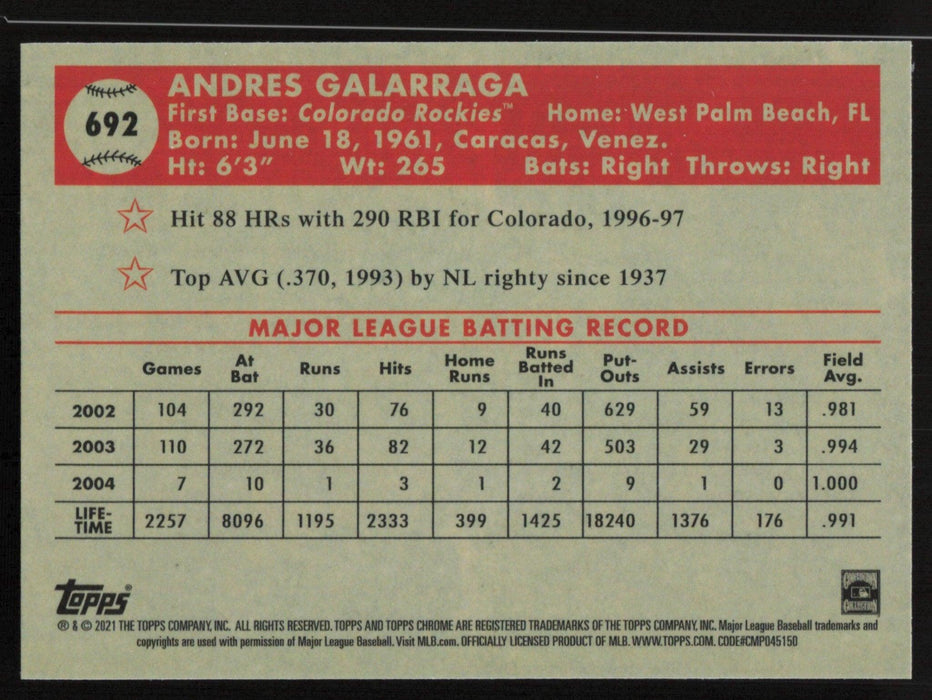 692
ANDRES GALARRAGA
First Base: Colorado Rockies™ Home: West Palm Beach, FL
Born: June 18, 1961, Caracas, Venez.
Ht: 6'3" Wt: 265 Bats: Right Throws: Right
Hit 88 HRs with 290 RBI for Colorado, 1996-97
Top AVG (.370, 1993) by NL righty since 1937
MAJOR LEAGUE BATTING RECORD
Games At Bat Runs Hits Home Runs Runs Batted In Put-Outs Assists Errors Field Avg.
2002 104 292 30 76 9 40 629 59 13 .981
2003 110 272 36 82 12 42 503 29 3 .994
2004 7 10 1 3 1 2 9 1 0 1.000
LIFE-TIME 2257 8096 1195 2333 399 1425 18240 1376 176 .991
Topps®
COOPERSTOWN
COLLECTION
® & © 2021 THE TOPPS COMPANY, INC. ALL RIGHTS RESERVED. TOPPS AND TOPPS CHROME ARE REGISTERED TRADEMARKS OF THE TOPPS COMPANY, INC. Major League Baseball trademarks and
copyrights are used with permission of Major League Baseball. Visit MLB.com. OFFICIALLY LICENSED PRODUCT OF MLB. WWW.TOPPS.COM. CODE#CMP045150